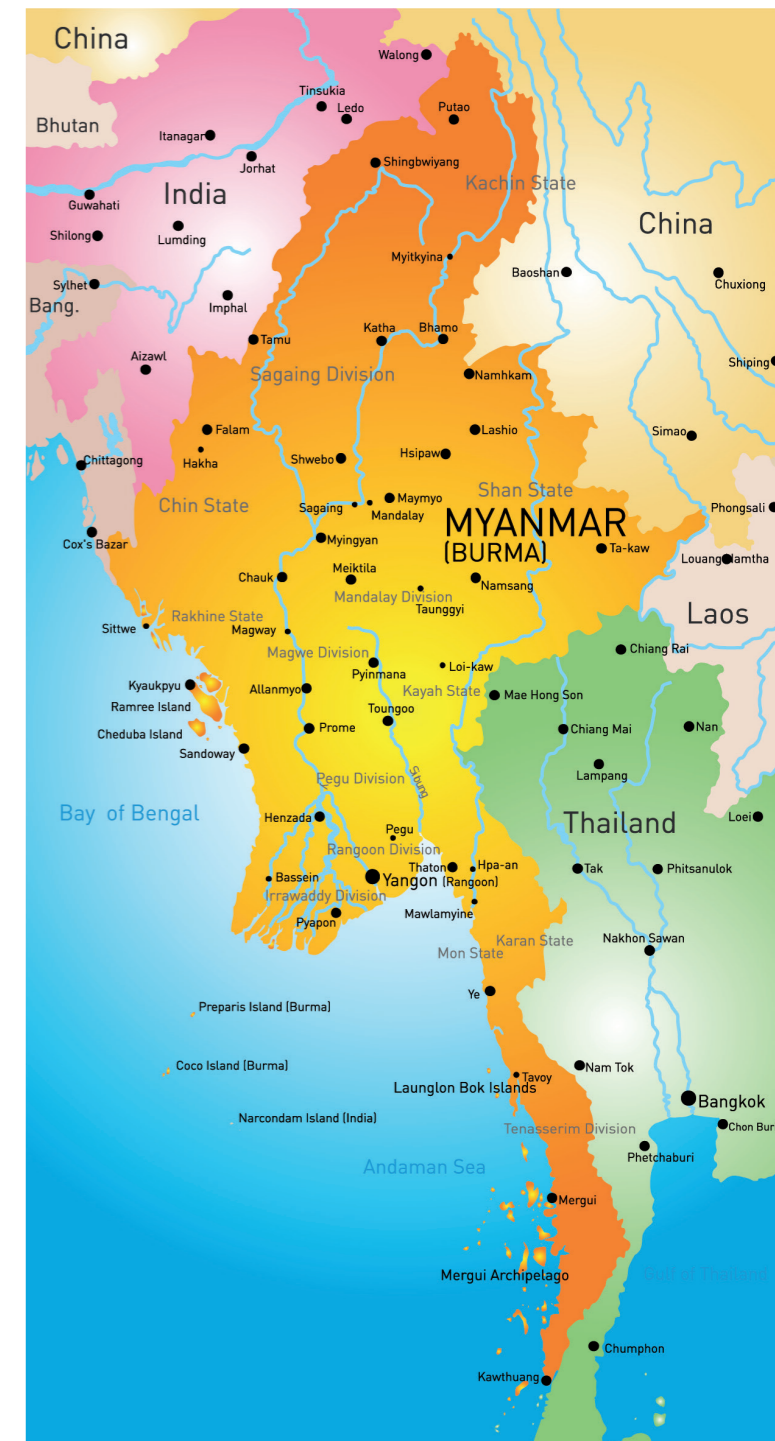 China
Walong
Tinsukia
Ledo
Putao
Bhutan
Itanagar
Jorhat
Shingbwiyang
Kachin State
India
Guwahati
Lumding
Shilong
China
Myitkyina
Baoshan
Chuxiong
Sylhet
Bang.
Imphal
Tamu
Katha
Bhamo
Aizawl
Shiping
Sagaing Division
Namhkam
Falam
Lashio
Simao
Hakha
Shwebo
Hsipaw
Chittagong
Shan State
Chin State
Maymyo
Sagaing
Mandalay
Phongsali
MYANMAR
(BURMA)
Cox's Bazar
Myingyan
Ta-kaw
Louang Namtha
Chauk
Meiktila
Namsang
Mandalay Division
Taunggyi
Laos
Rakhine State
Sittwe
Magway
Magwe Division
Chiang Rai
Pyinmana
Loi-kaw
Kyaukpyu
Allanmyo
Kayah State
Mae Hong Son
Ramree Island
Toungoo
Cheduba Island
Prome
Chiang Mai
Nan
Sandoway
Lampang
Pegu Division
Sitoung
Bay of Bengal
Henzada
Pegu
Thailand
Loei
Rangoon Division
Thaton
Hpa-an
Tak
Phitsanulok
Bassein
Yangon (Rangoon)
Irrawaddy Division
Pyapon
Mawlamyine
Karan State
Nakhon Sawan
Mon State
Ye
Preparis Island (Burma)
Coco Island (Burma)
Nam Tok
Tavoy
Launglon Bok Islands
Bangkok
Narcondam Island (India)
Tenasserim Division
Chon Bur
Phetchaburi
Andaman Sea
Mergui
Mergui Archipelago
Gulf of Thailand
Chumphon
Kawthuang